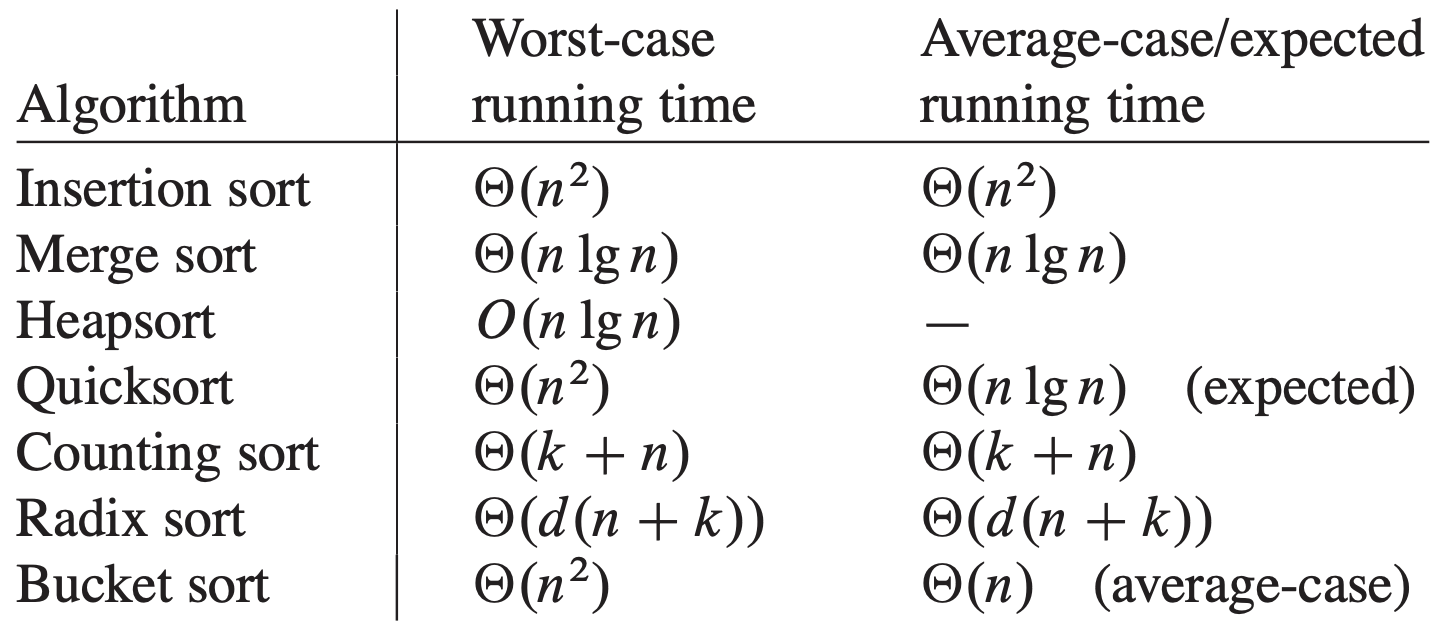 Algorithm Worst-case running time Average-case/expected running time
Insertion sort Θ(n²) Θ(n²)
Merge sort Θ(n lg n) Θ(n lg n)
Heapsort O(n lg n) —
Quicksort Θ(n²) Θ(n lg n) (expected)
Counting sort Θ(k + n) Θ(k + n)
Radix sort Θ(d(n + k)) Θ(d(n + k))
Bucket sort Θ(n²) Θ(n) (average-case)